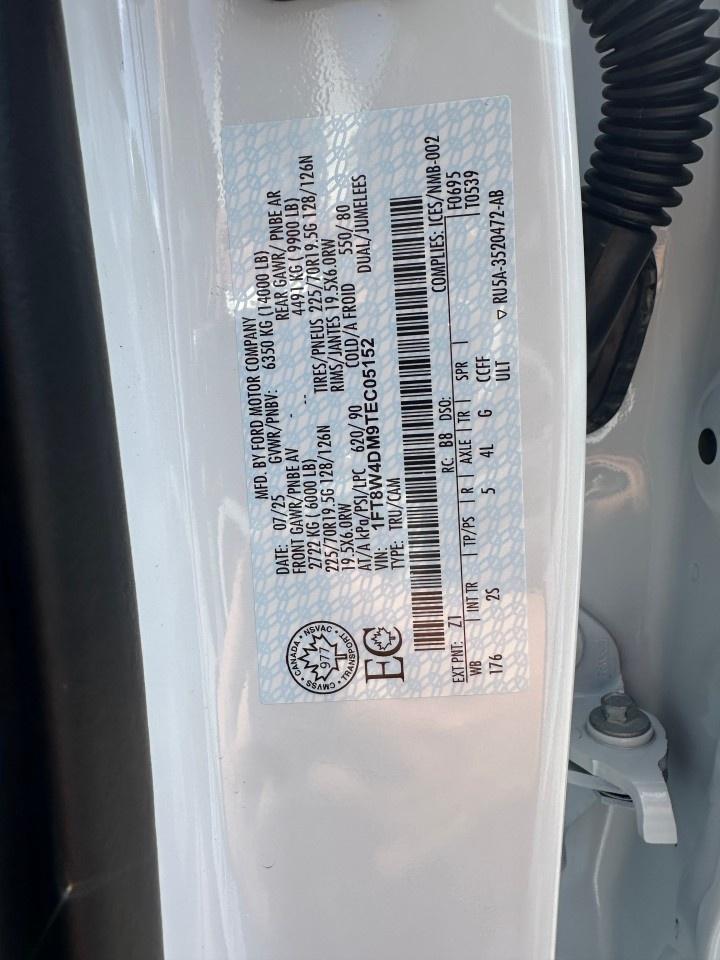 MFD. BY FORD MOTOR COMPANY
DATE: 07/25 GVWR/PNBV: 6350 KG (14000 LB)
FRONT GAWR/PNBE AV - -- REAR GAWR/ PNBE AR
2722 KG ( 6000 LB) 4491 KG ( 9900 LB)
225/70R19.5G 128/126N TIRES/PNEUS 225/70R19.5G 128/126N
19.5X6.0RW RIMS/JANTES 19.5X6.0RW
AT/A kPa/PSI/LPC 620/ 90 COLD/A FROID 550/ 80
VIN: 1FT8W4DM9TEC05152 DUAL/JUMELEES
TYPE: TRU/CAM
CANADA • NSVAC • TRANSPORT • CMVSS •
977
EC
COMPLIES: ICES/NMB-002
EXT PNT: Z1 RC: B8 DSO: F0695
WB INT TR TP/PS R AXLE TR SPR T0539
176 2S 5 4L G CCFF
ULT ▽ RU5A-3520472-AB